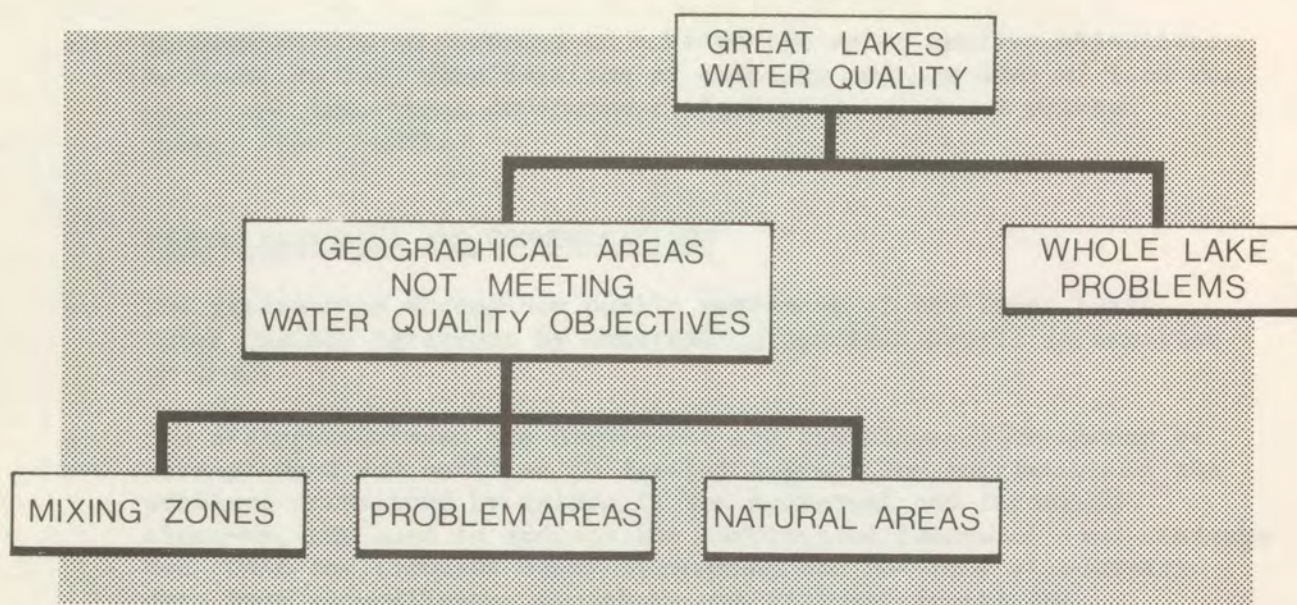 GREAT LAKES
WATER QUALITY
GEOGRAPHICAL AREAS
NOT MEETING
WATER QUALITY OBJECTIVES
WHOLE LAKE
PROBLEMS
MIXING ZONES
PROBLEM AREAS
NATURAL AREAS